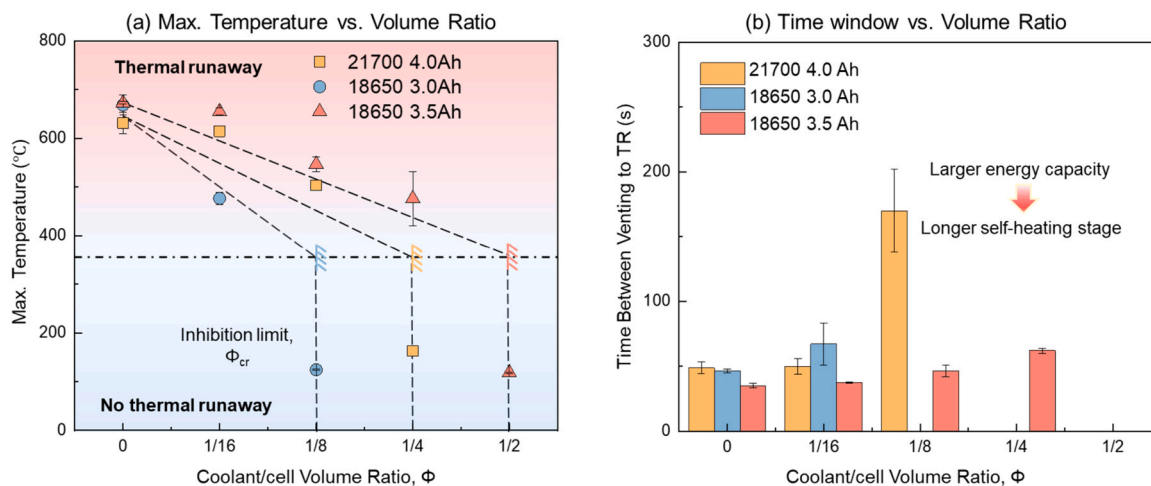 (a) Max. Temperature vs. Volume Ratio
800
600
400
200
0
Max. Temperature (°C)
Thermal runaway
21700 4.0Ah
18650 3.0Ah
18650 3.5Ah
Inhibition limit,
Φcr
No thermal runaway
0 1/16 1/8 1/4 1/2
Coolant/cell Volume Ratio, Φ
(b) Time window vs. Volume Ratio
300
200
100
0
Time Between Venting to TR (s)
21700 4.0 Ah
18650 3.0 Ah
18650 3.5 Ah
Larger energy capacity
Longer self-heating stage
0 1/16 1/8 1/4 1/2
Coolant/cell Volume Ratio, Φ